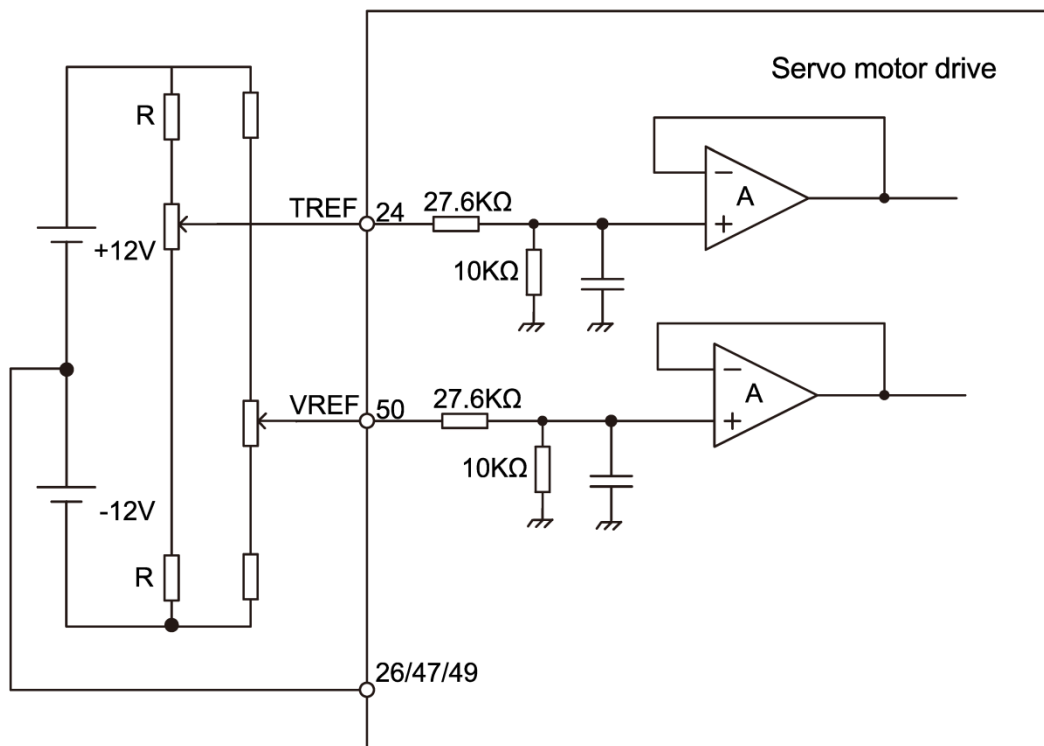 Servo motor drive
R
A
TREF
24
27.6KΩ
+12V
10KΩ
A
VREF
50
27.6KΩ
10KΩ
-12V
R
26/47/49